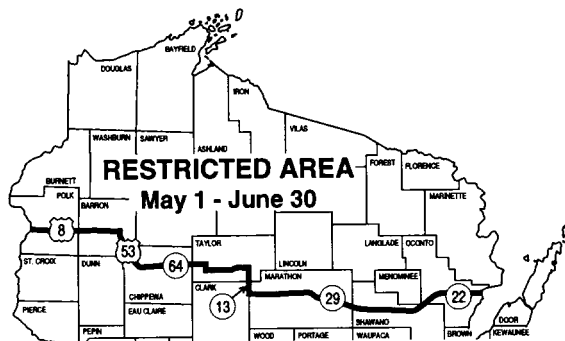 BAYFIELD
DOUGLAS
IRON
VILAS
WASHBURN
SAWYER
ASHLAND
FOREST
FLORENCE
RESTRICTED AREA
May 1 - June 30
BURNETT
MARINETTE
POLK
BARRON
8
53
64
TAYLOR
LINCOLN
LANGLADE
OCONTO
ST. CROIX
DUNN
CHIPPEWA
CLARK
MARATHON
MENOMINEE
13
29
22
PIERCE
PEPIN
EAU CLAIRE
WOOD
PORTAGE
SHAWANO
WAUPACA
BROWN
DOOR
KEWAUNEE